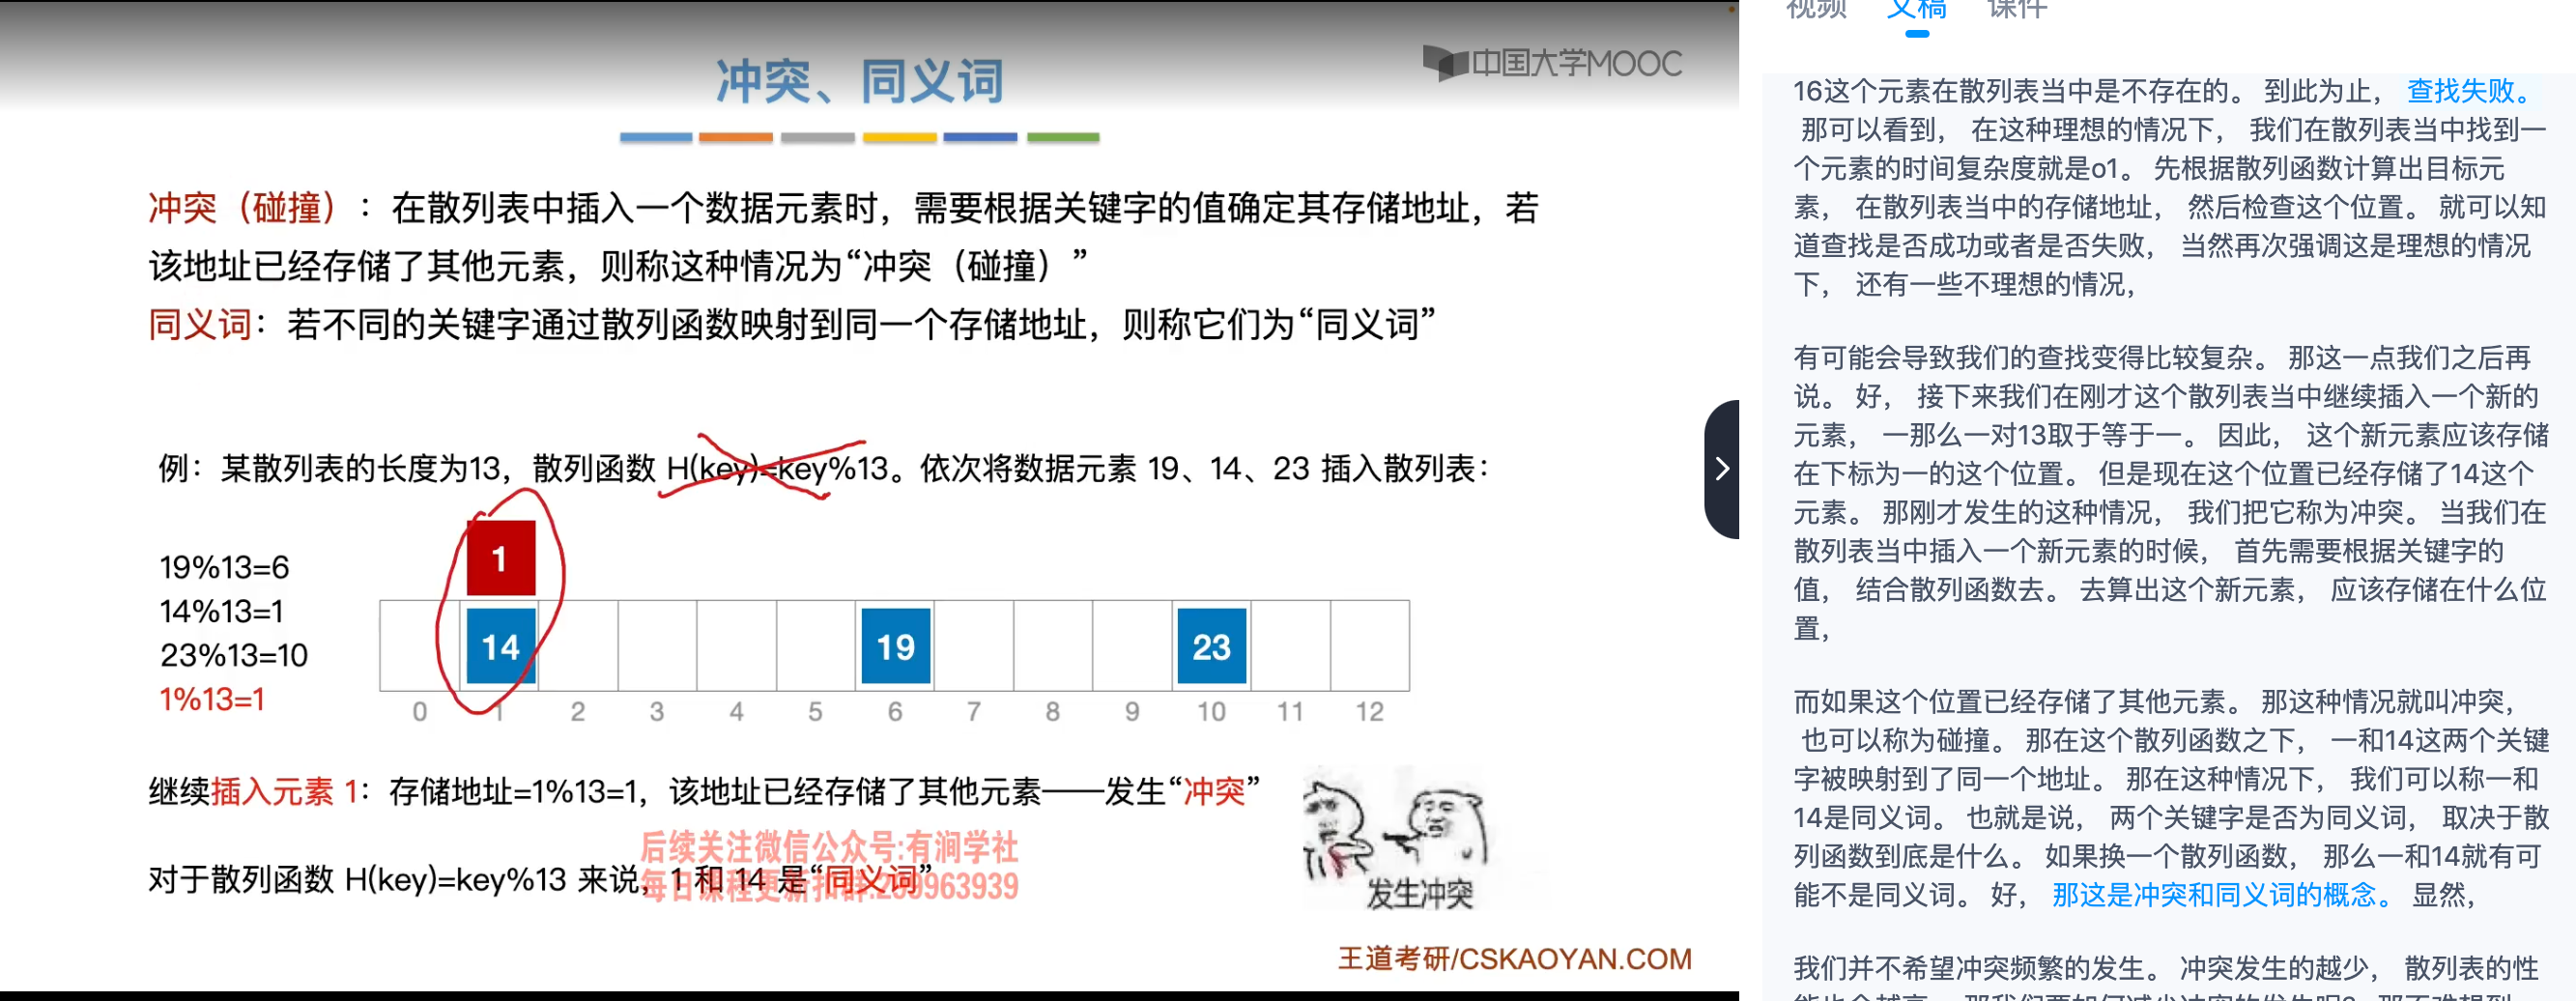 中国大学MOOC
冲突、同义词
冲突（碰撞）：在散列表中插入一个数据元素时，需要根据关键字的值确定其存储地址，若
该地址已经存储了其他元素，则称这种情况为“冲突（碰撞）”
同义词：若不同的关键字通过散列函数映射到同一个存储地址，则称它们为“同义词”
例：某散列表的长度为13，散列函数 H(key)=key%13。依次将数据元素 19、14、23 插入散列表：
19%13=6
14%13=1
23%13=10
1%13=1
1
14 19 23
0 1 2 3 4 5 6 7 8 9 10 11 12
继续插入元素 1：存储地址=1%13=1，该地址已经存储了其他元素——发生“冲突”
后续关注微信公众号:有涧学社
对于散列函数 H(key)=key%13 来说，1 和 14 是“同义词”
发生冲突
王道考研/CSKAOYAN.COM
视频 文稿 课件
16这个元素在散列表当中是不存在的。 到此为止， 查找失败。
那可以看到， 在这种理想的情况下， 我们在散列表当中找到一
个元素的时间复杂度就是o1。 先根据散列函数计算出目标元
素， 在散列表当中的存储地址， 然后检查这个位置。 就可以知
道查找是否成功或者是否失败， 当然再次强调这是理想的情况
下， 还有一些不理想的情况，
有可能会导致我们的查找变得比较复杂。 那这一点我们之后再
说。 好， 接下来我们在刚才这个散列表当中继续插入一个新的
元素， 一那么一对13取于等于一。 因此， 这个新元素应该存储
在下标为一的这个位置。 但是现在这个位置已经存储了14这个
元素。 那刚才发生的这种情况， 我们把它称为冲突。 当我们在
散列表当中插入一个新元素的时候， 首先需要根据关键字的
值， 结合散列函数去。 去算出这个新元素， 应该存储在什么位
置，
而如果这个位置已经存储了其他元素。 那这种情况就叫冲突，
也可以称为碰撞。 那在这个散列函数之下， 一和14这两个关键
字被映射到了同一个地址。 那在这种情况下， 我们可以称一和
14是同义词。 也就是说， 两个关键字是否为同义词， 取决于散
列函数到底是什么。 如果换一个散列函数， 那么一和14就有可
能不是同义词。 好， 那这是冲突和同义词的概念。 显然，
我们并不希望冲突频繁的发生。 冲突发生的越少， 散列表的性